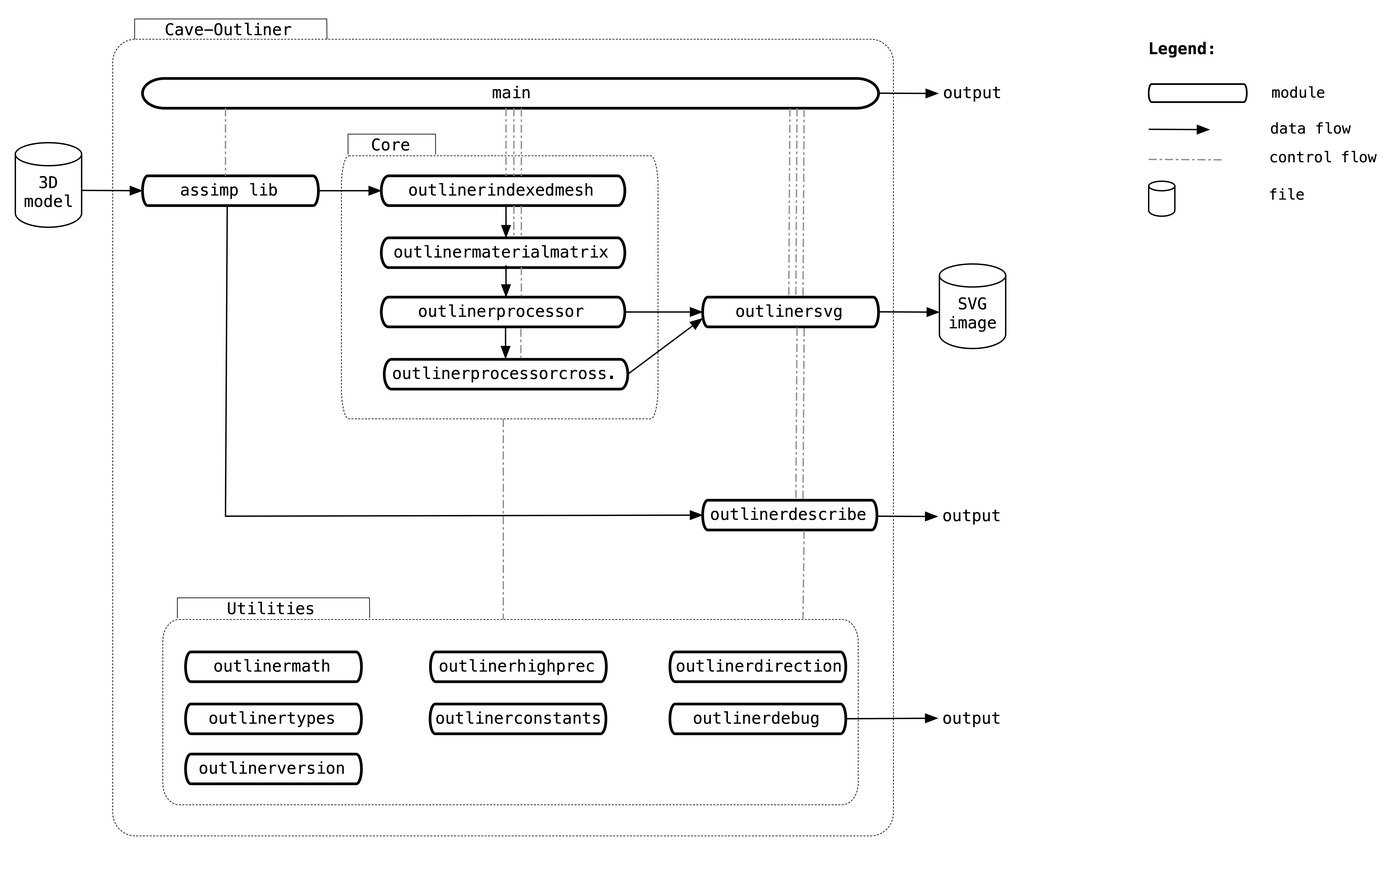 Cave-Outliner
Legend:
main
output
module
data flow
control flow
file
Core
3D
model
assimp lib
outlinerindexedmesh
outlinermaterialmatrix
outlinerprocessor
outlinersvg
SVG
image
outlinerprocessorcross.
outlinerdescribe
output
Utilities
outlinermath
outlinerhighprec
outlinerdirection
outlinertypes
outlinerconstants
outlinerdebug
output
outlinerversion